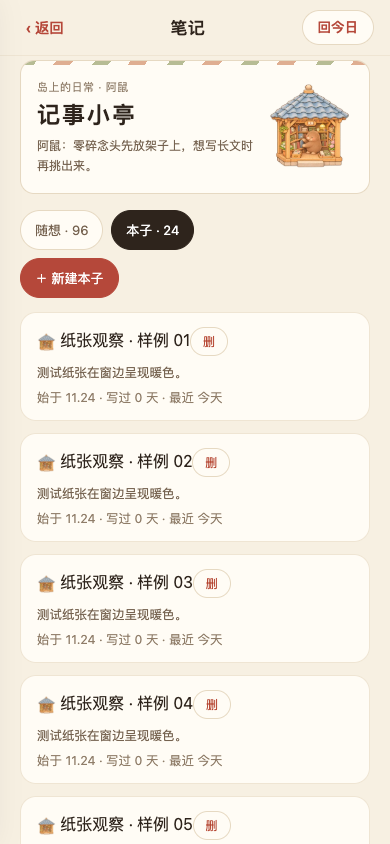 ‹ 返回
笔记
回今日
岛上的日常 · 阿鼠
记事小亭
阿鼠：零碎念头先放架子上，想写长文时
再挑出来。
随想 · 96
本子 · 24
＋ 新建本子
纸张观察 · 样例 01
删
测试纸张在窗边呈现暖色。
始于 11.24 · 写过 0 天 · 最近 今天
纸张观察 · 样例 02
删
测试纸张在窗边呈现暖色。
始于 11.24 · 写过 0 天 · 最近 今天
纸张观察 · 样例 03
删
测试纸张在窗边呈现暖色。
始于 11.24 · 写过 0 天 · 最近 今天
纸张观察 · 样例 04
删
测试纸张在窗边呈现暖色。
始于 11.24 · 写过 0 天 · 最近 今天
纸张观察 · 样例 05
删